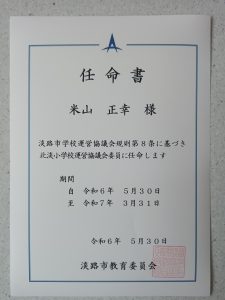 任命書
米山 正幸 様
淡路市学校運営協議会規則第8条に基づき
北淡小学校運営協議会委員に任命します
期間
自 令和6年 5月30日
至 令和7年 3月31日
令和6年 5月30日
淡路市教育委員会